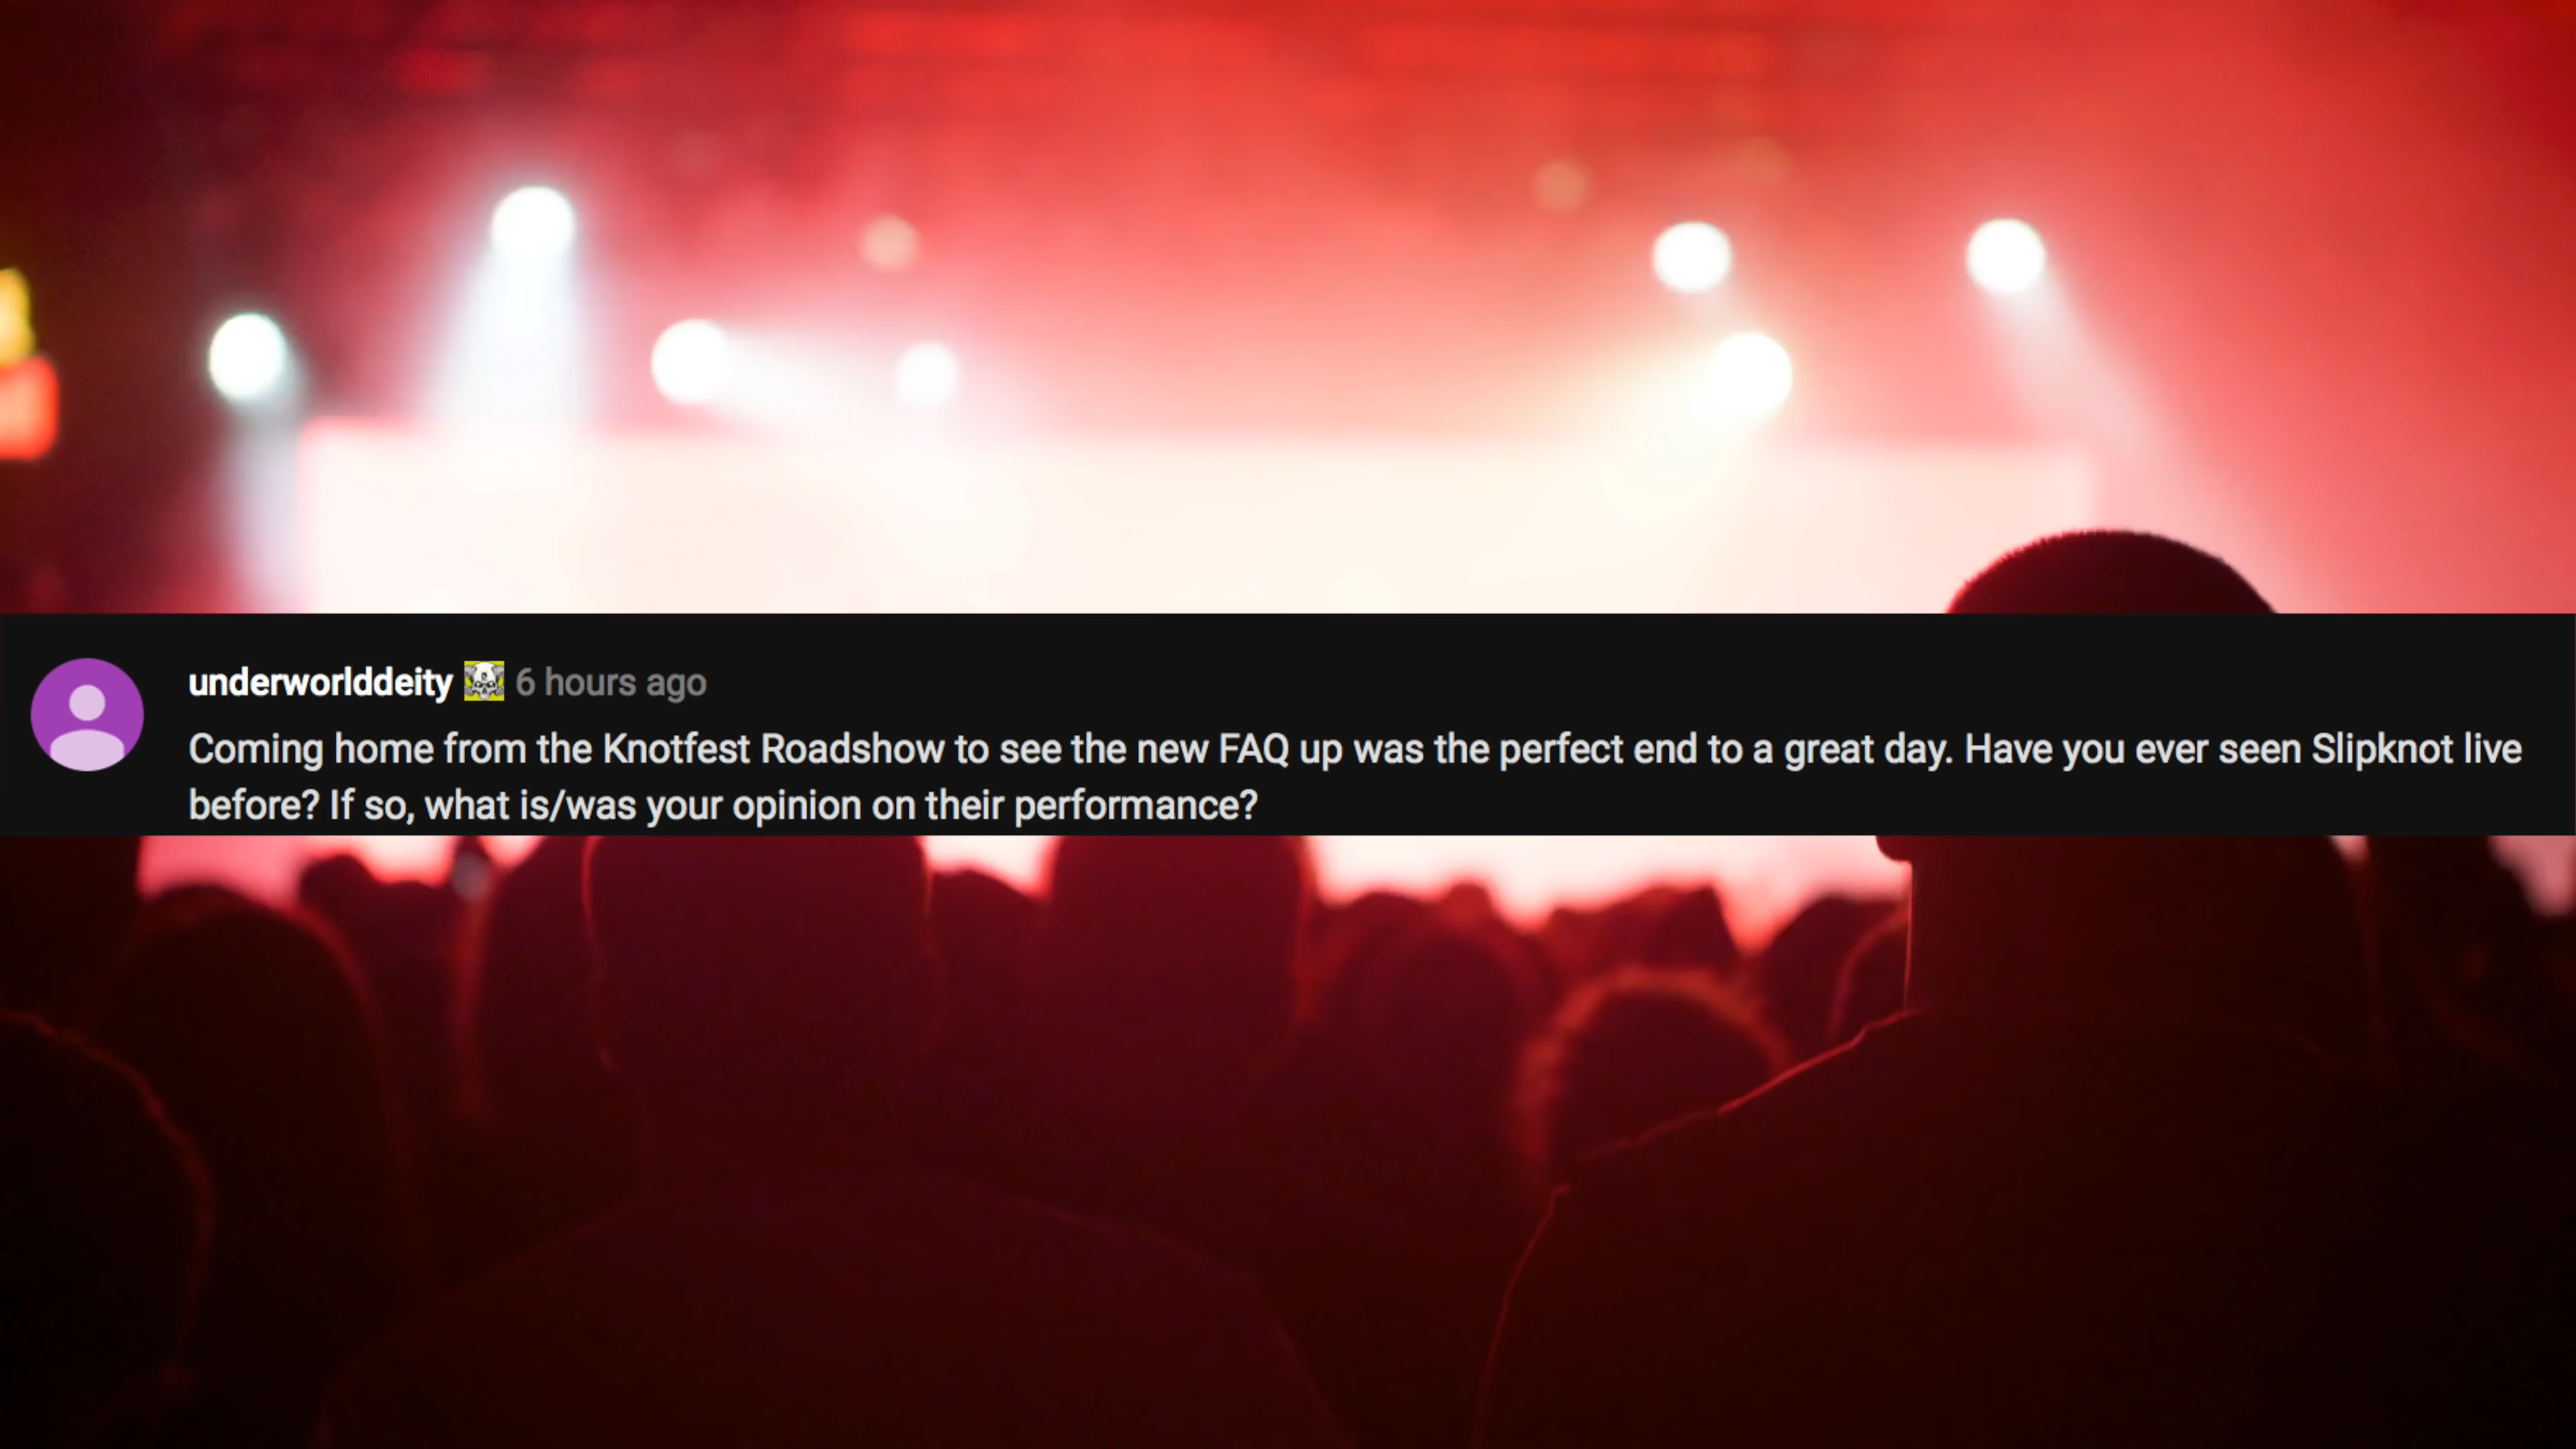 underworlddeity 6 hours ago
Coming home from the Knotfest Roadshow to see the new FAQ up was the perfect end to a great day. Have you ever seen Slipknot live
before? If so, what is/was your opinion on their performance?